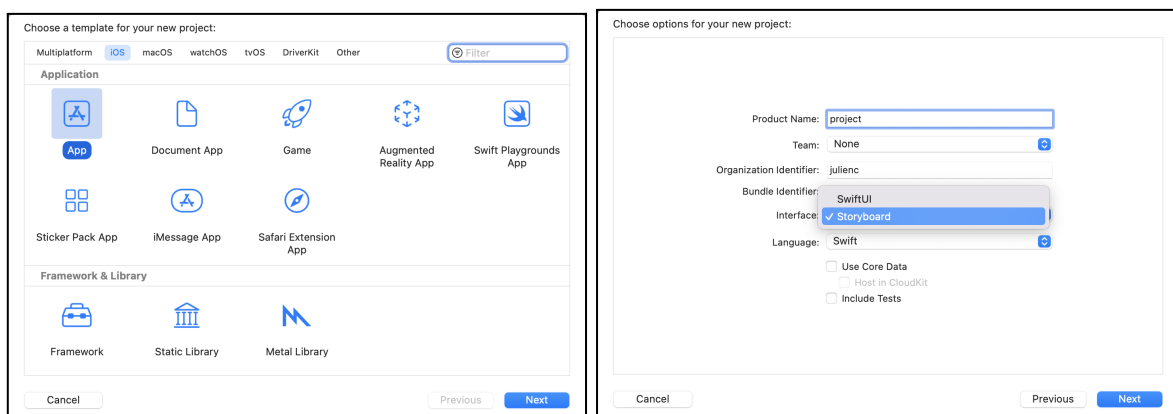 Choose a template for your new project:
Multiplatform iOS macOS watchOS tvOS DriverKit Other Filter
Application
App Document App Game Augmented Reality App Swift Playgrounds App
Sticker Pack App iMessage App Safari Extension App
Framework & Library
Framework Static Library Metal Library
Cancel Previous Next
Choose options for your new project:
Product Name: project
Team: None
Organization Identifier: julienc
Bundle Identifier:
SwiftUI
Interface: ✓ Storyboard
Language: Swift
Use Core Data
Host in CloudKit
Include Tests
Cancel Previous Next